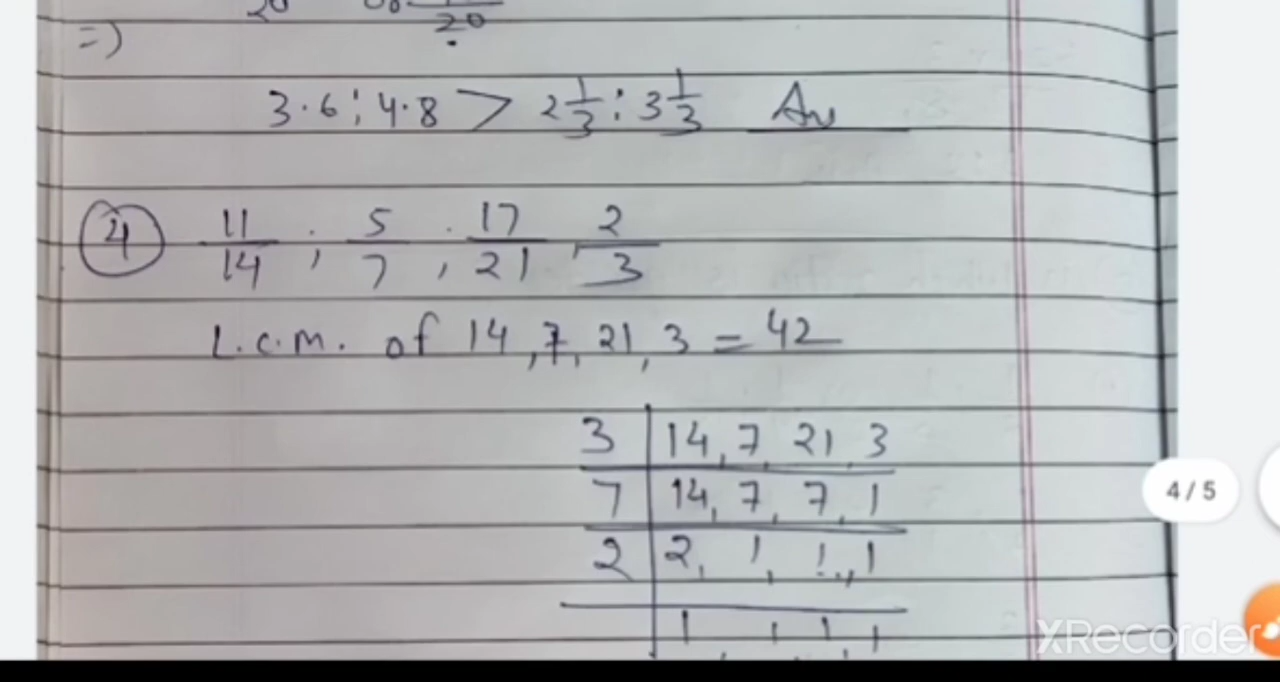 20
=)
3.6 : 4.8 > 2 1/3 : 3 1/3 Ans
4 11/14 ; 5/7 ; 17/21 , 2/3
L.C.M. of 14, 7, 21, 3 = 42
3 | 14, 7, 21, 3
7 | 14, 7, 7, 1
2 | 2, 1, 1, 1
1, 1, 1, 1
4 / 5
XRecorder